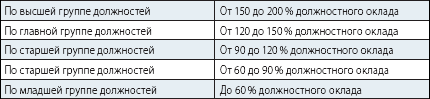 По высшей группе должностей От 150 до 200 % должностного оклада
По главной группе должностей От 120 до 150 % должностного оклада
По старшей группе должностей От 90 до 120 % должностного оклада
По старшей группе должностей От 60 до 90 % должностного оклада
По младшей группе должностей До 60 % должностного оклада